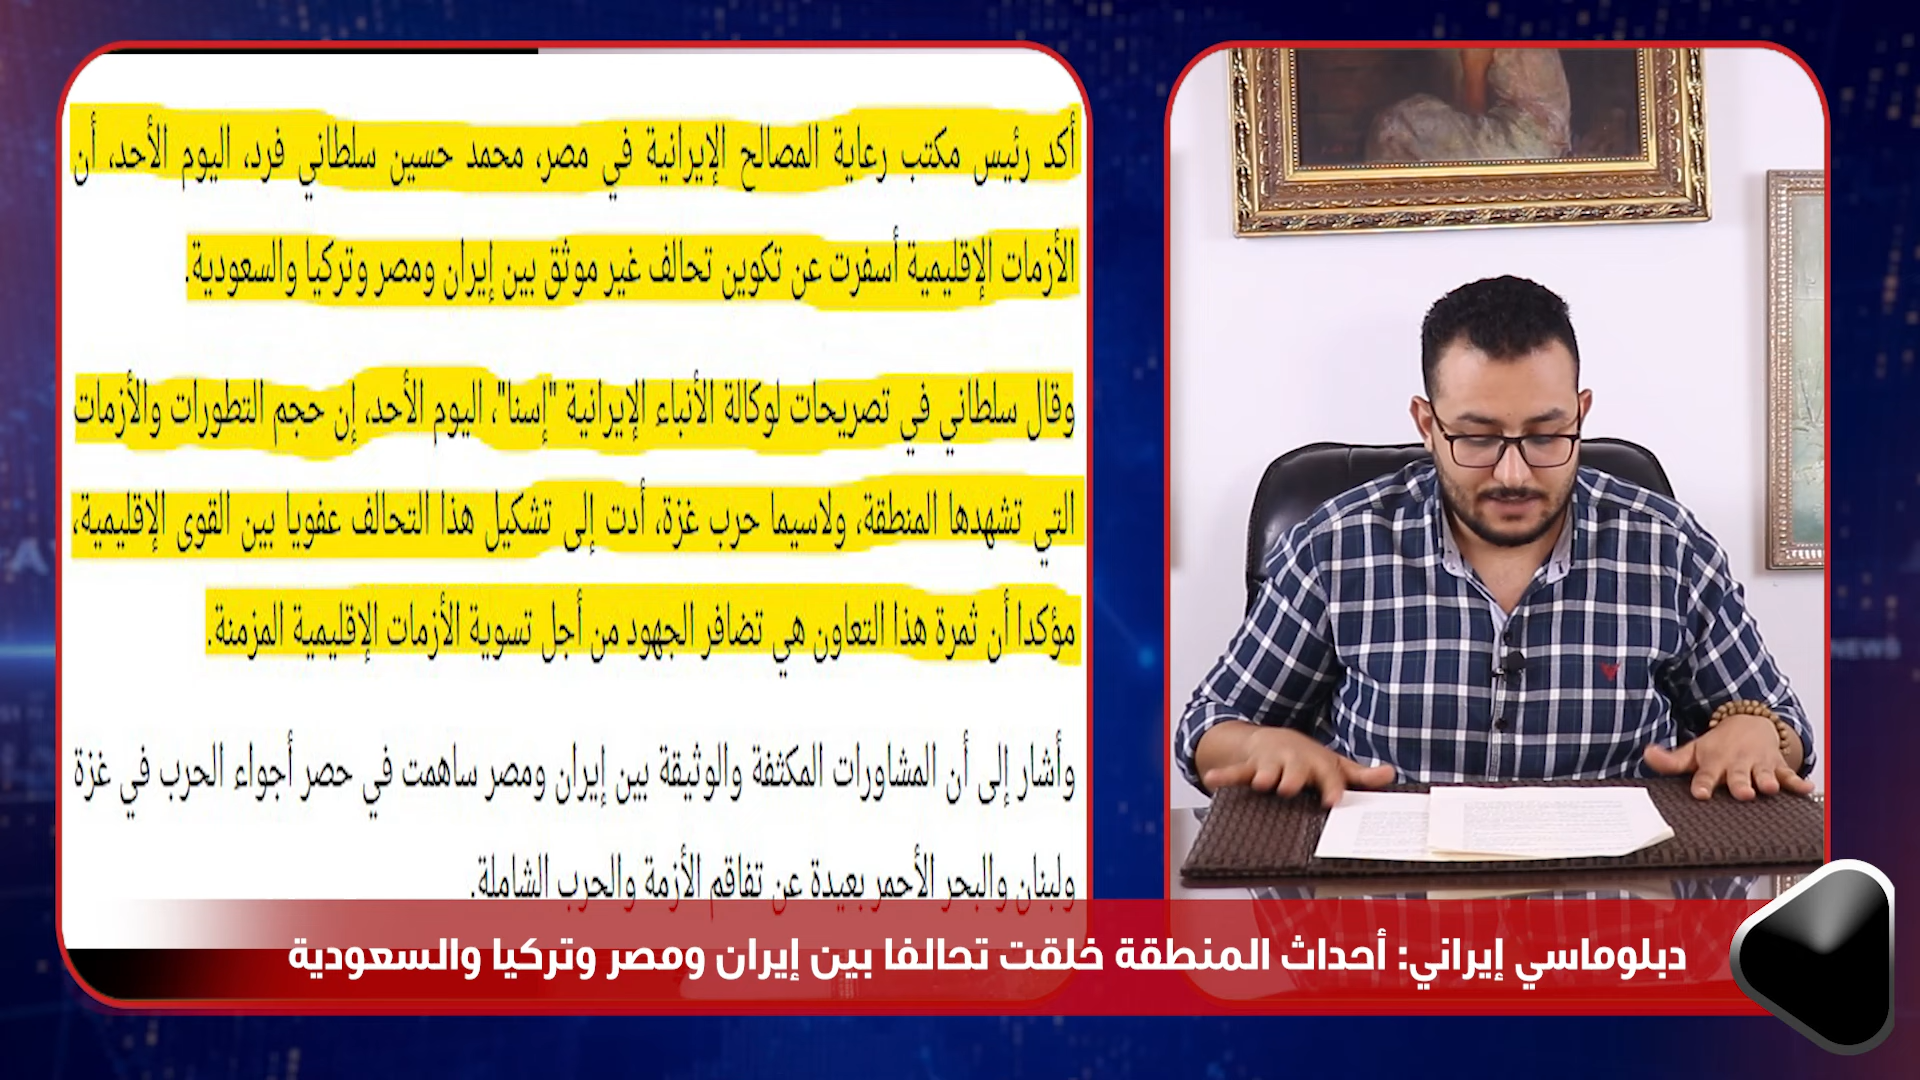 أكد رئيس مكتب رعاية المصالح الإيرانية في مصر، محمد حسين سلطاني فرد، اليوم الأحد، أن
الأزمات الإقليمية أسفرت عن تكوين تحالف غير موثق بين إيران ومصر وتركيا والسعودية.
وقال سلطاني في تصريحات لوكالة الأنباء الإيرانية "إسنا"، اليوم الأحد، إن حجم التطورات والأزمات
التي تشهدها المنطقة، ولاسيما حرب غزة، أدت إلى تشكيل هذا التحالف عفويا بين القوى الإقليمية،
مؤكدا أن ثمرة هذا التعاون هي تضافر الجهود من أجل تسوية الأزمات الإقليمية المزمنة.
وأشار إلى أن المشاورات المكثفة والوثيقة بين إيران ومصر ساهمت في حصر أجواء الحرب في غزة
ولبنان والبحر الأحمر بعيدة عن تفاقم الأزمة والحرب الشاملة.
دبلوماسي إيراني: أحداث المنطقة خلقت تحالفا بين إيران ومصر وتركيا والسعودية
NEWS